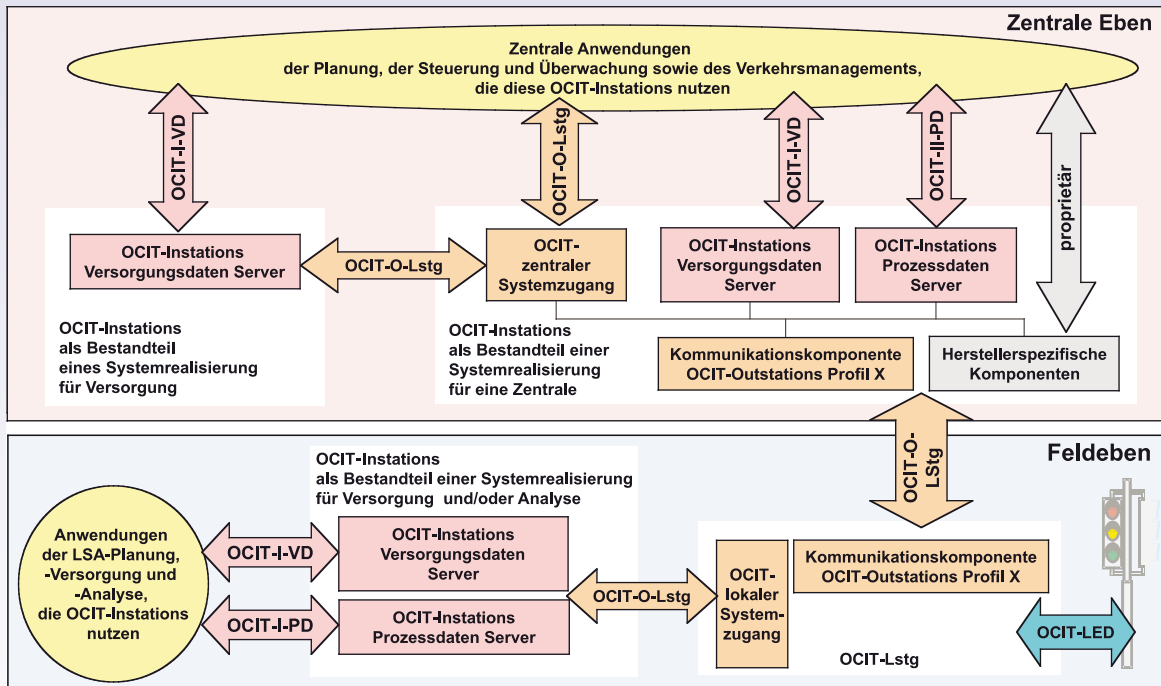 Zentrale Eben
Zentrale Anwendungen
der Planung, der Steuerung und Überwachung sowie des Verkehrsmanagements,
die diese OCIT-Instations nutzen
OCIT-I-VD
OCIT-O-Lstg
OCIT-I-VD
OCIT-II-PD
proprietär
OCIT-Instations
Versorgungsdaten Server
OCIT-O-Lstg
OCIT-
zentraler
Systemzugang
OCIT-Instations
Versorgungsdaten
Server
OCIT-Instations
Prozessdaten
Server
OCIT-Instations
als Bestandteil
eines Systemrealisierung
für Versorgung
OCIT-Instations
als Bestandteil einer
Systemrealisierung
für eine Zentrale
Kommunikationskomponente
OCIT-Outstations Profil X
Herstellerspezifische
Komponenten
OCIT-O-
LStg
Feldeben
OCIT-Instations
als Bestandteil einer Systemrealisierung
für Versorgung und/oder Analyse
Anwendungen
der LSA-Planung,
-Versorgung und
-Analyse,
die OCIT-Instations
nutzen
OCIT-I-VD
OCIT-I-PD
OCIT-Instations
Versorgungsdaten
Server
OCIT-Instations
Prozessdaten Server
OCIT-O-Lstg
OCIT-
lokaler
System-
zugang
Kommunikationskomponente
OCIT-Outstations Profil X
OCIT-LED
OCIT-Lstg